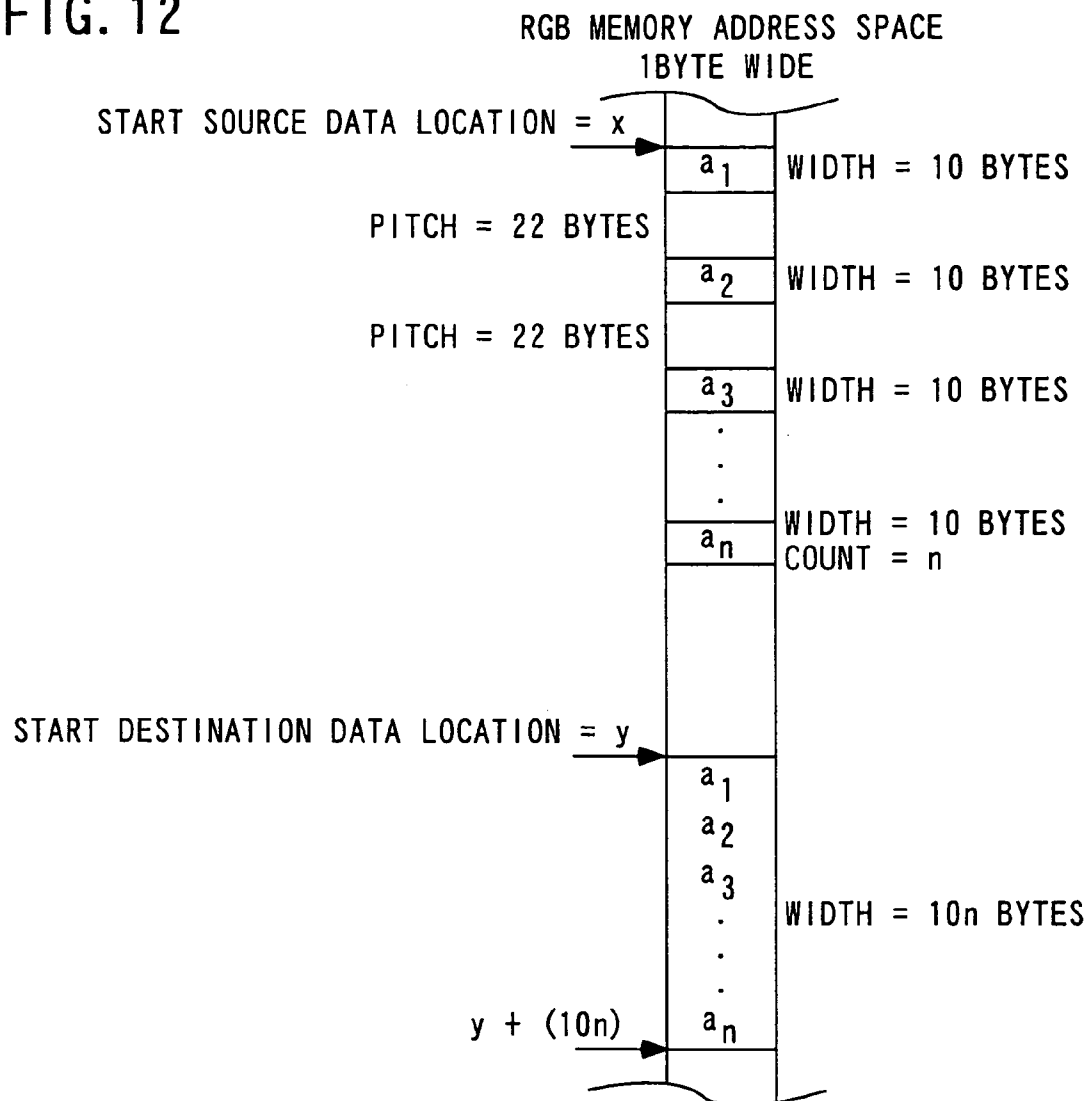 FIG. 12
RGB MEMORY ADDRESS SPACE
1BYTE WIDE
START SOURCE DATA LOCATION = x
a1 WIDTH = 10 BYTES
PITCH = 22 BYTES
a2 WIDTH = 10 BYTES
PITCH = 22 BYTES
a3 WIDTH = 10 BYTES
.
.
.
an WIDTH = 10 BYTES
COUNT = n
START DESTINATION DATA LOCATION = y
a1
a2
a3
. WIDTH = 10n BYTES
.
.
y + (10n) an